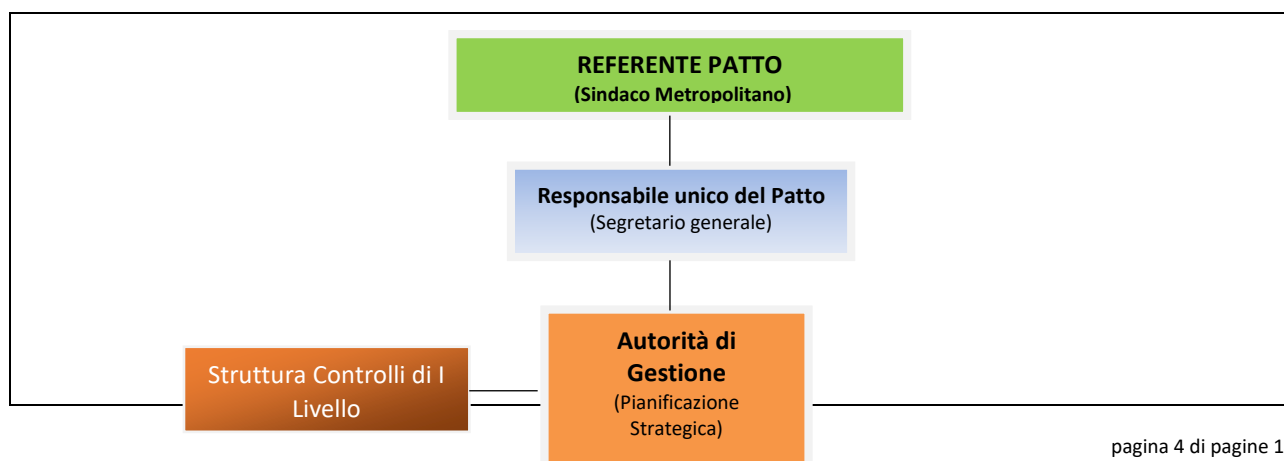 REFERENTE PATTO
(Sindaco Metropolitano)
Responsabile unico del Patto
(Segretario generale)
Autorità di
Gestione
(Pianificazione
Strategica)
Struttura Controlli di I
Livello
pagina 4 di pagine 1